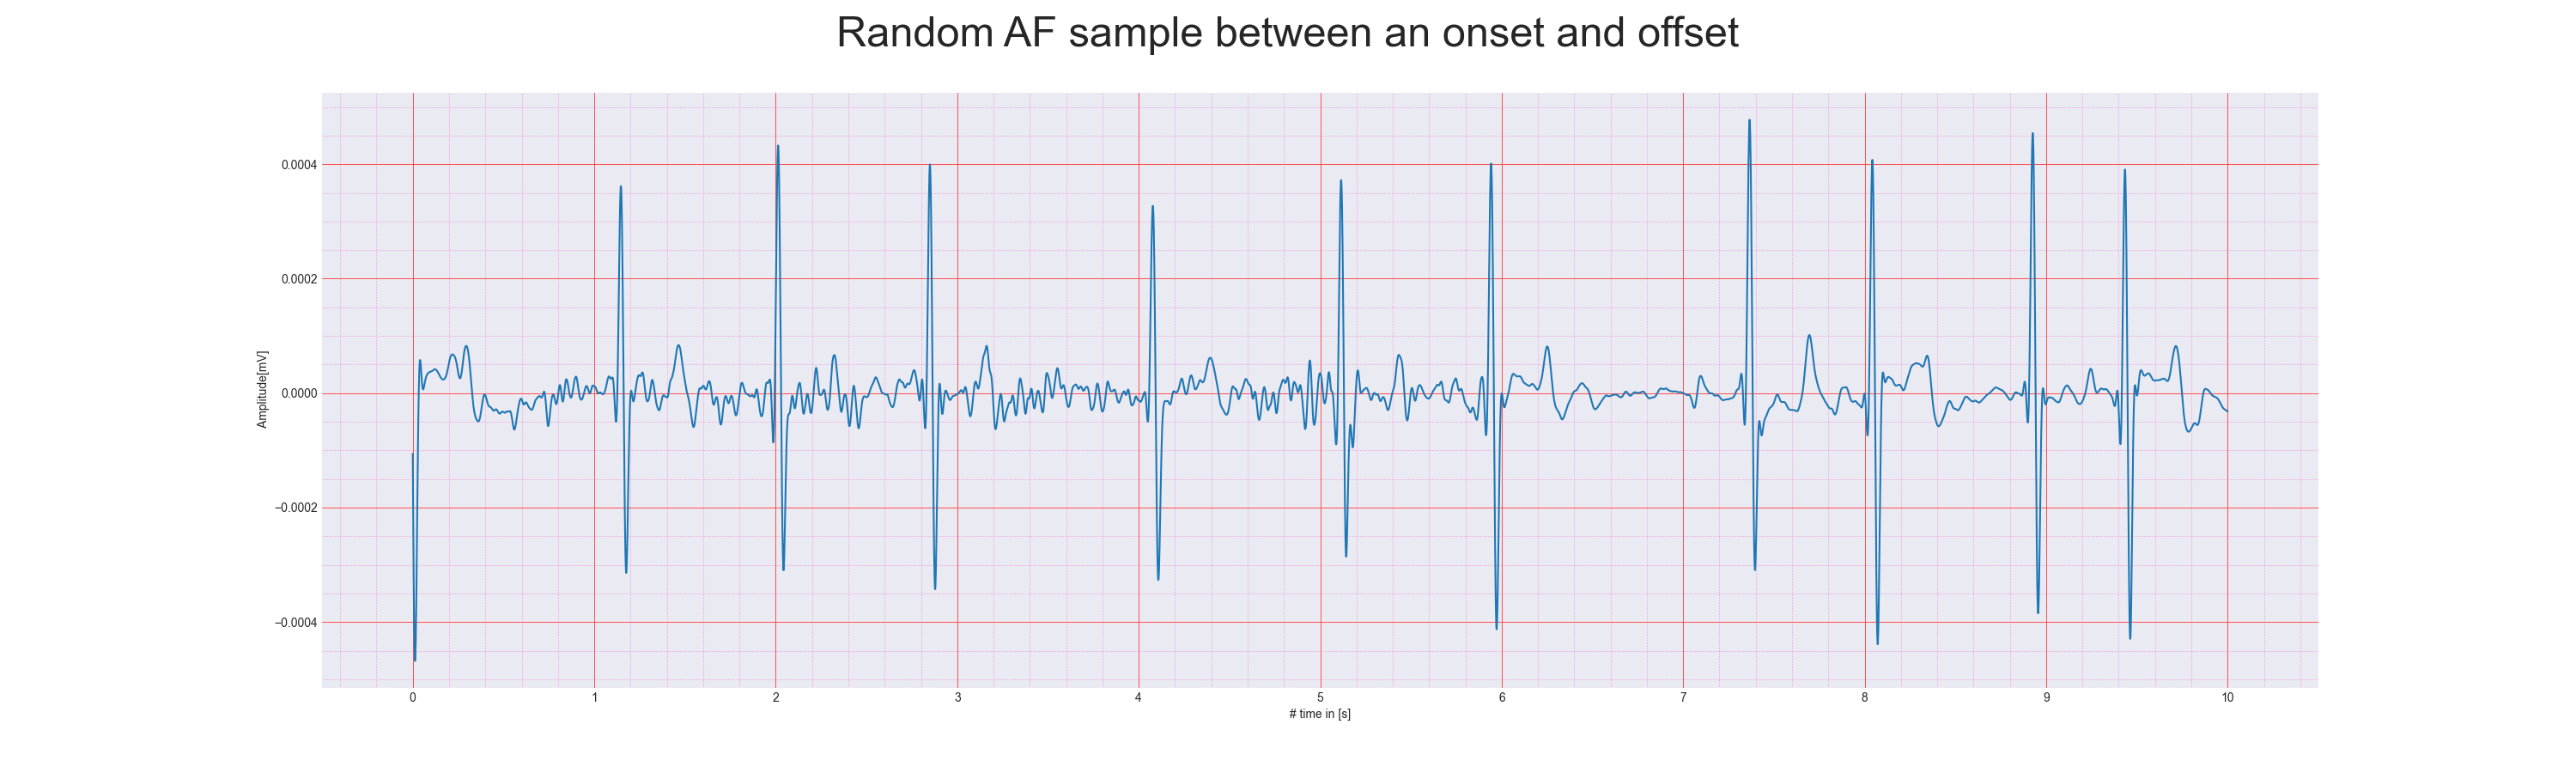 Random AF sample between an onset and offset
0.0004
0.0002
0.0000
−0.0002
−0.0004
Amplitude[mV]
0 1 2 3 4 5 6 7 8 9 10
# time in [s]